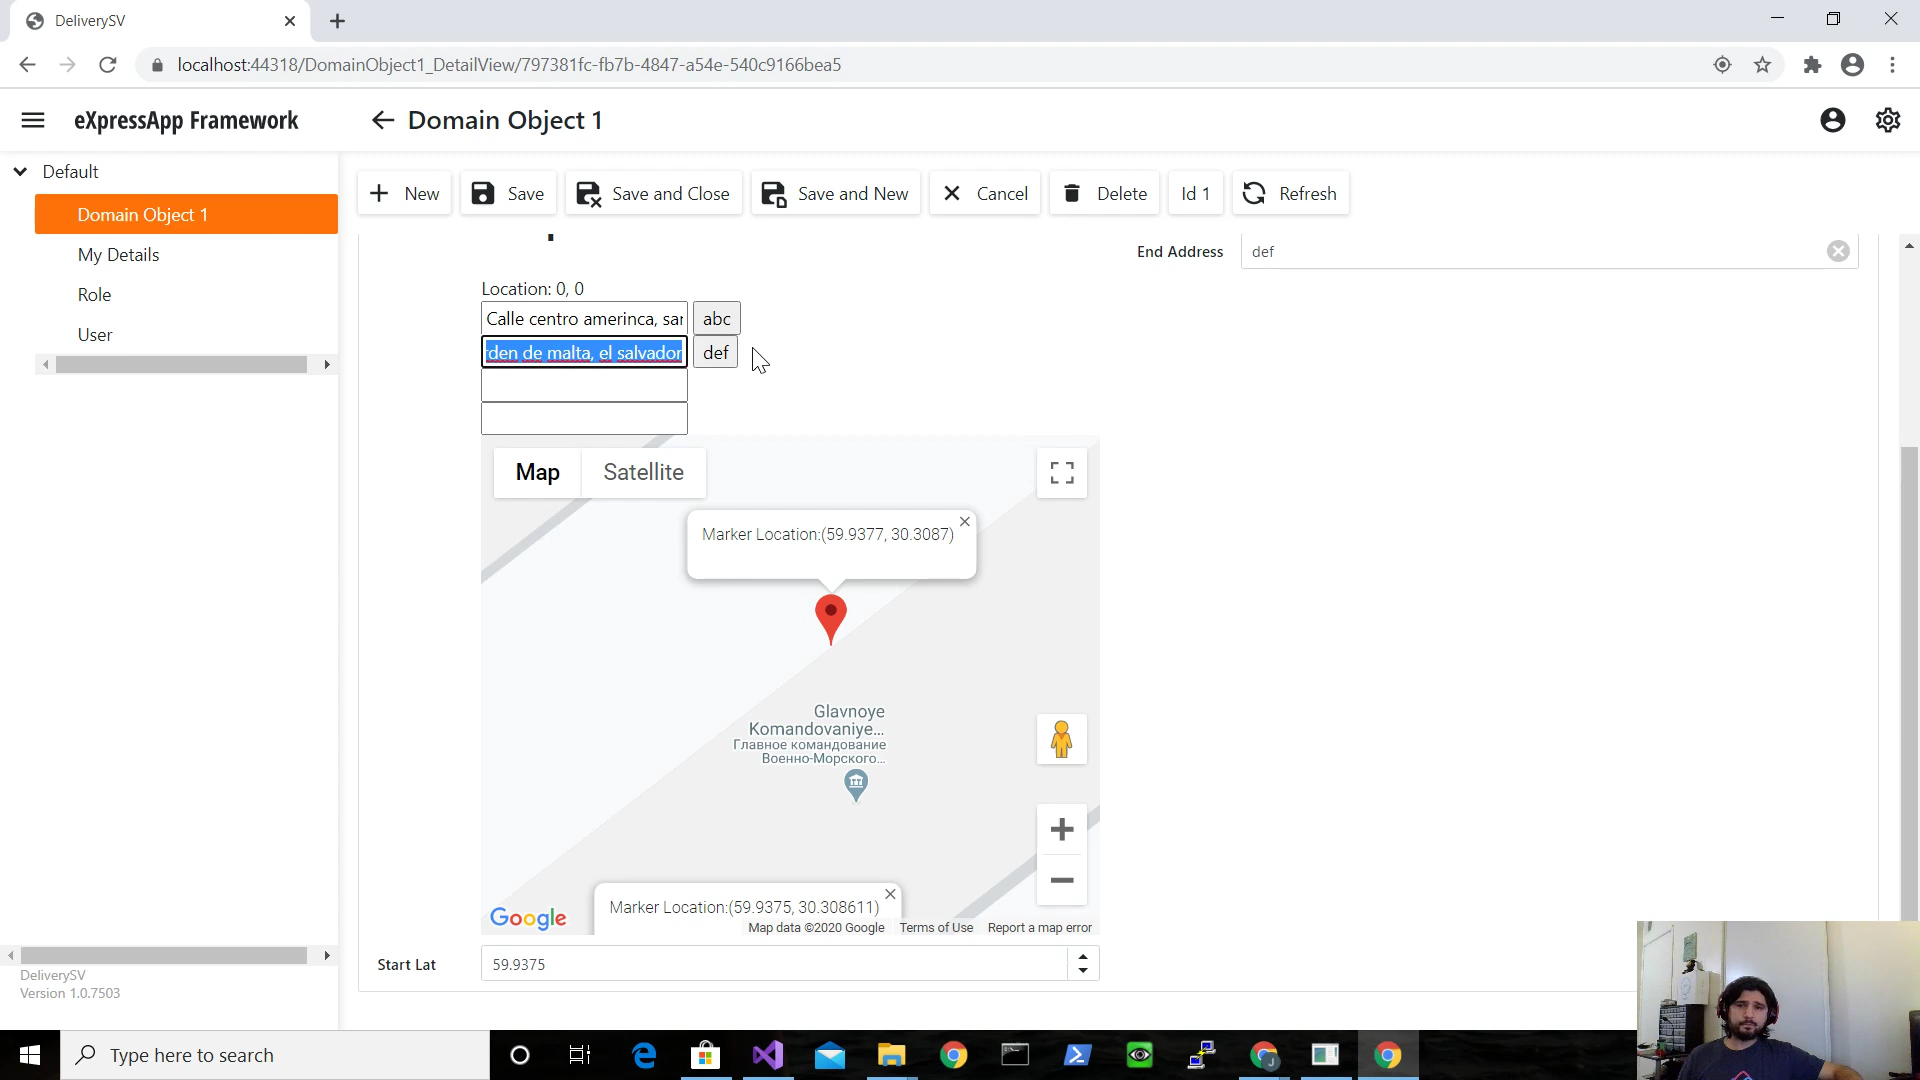 DeliverySV
localhost:44318/DomainObject1_DetailView/797381fc-fb7b-4847-a54e-540c9166bea5
eXpressApp Framework
Domain Object 1
Default
Domain Object 1
My Details
Role
User
New
Save
Save and Close
Save and New
Cancel
Delete
Id 1
Refresh
End Address
def
Location: 0, 0
Calle centro amerinca, sar
abc
rden de malta, el salvador
def
Map
Satellite
Marker Location:(59.9377, 30.3087)
Glavnoye
Komandovaniye...
Главное командование
Военно-Морского...
Marker Location:(59.9375, 30.308611)
Google
Map data ©2020 Google
Terms of Use
Report a map error
Start Lat
59.9375
DeliverySV
Version 1.0.7503
Type here to search